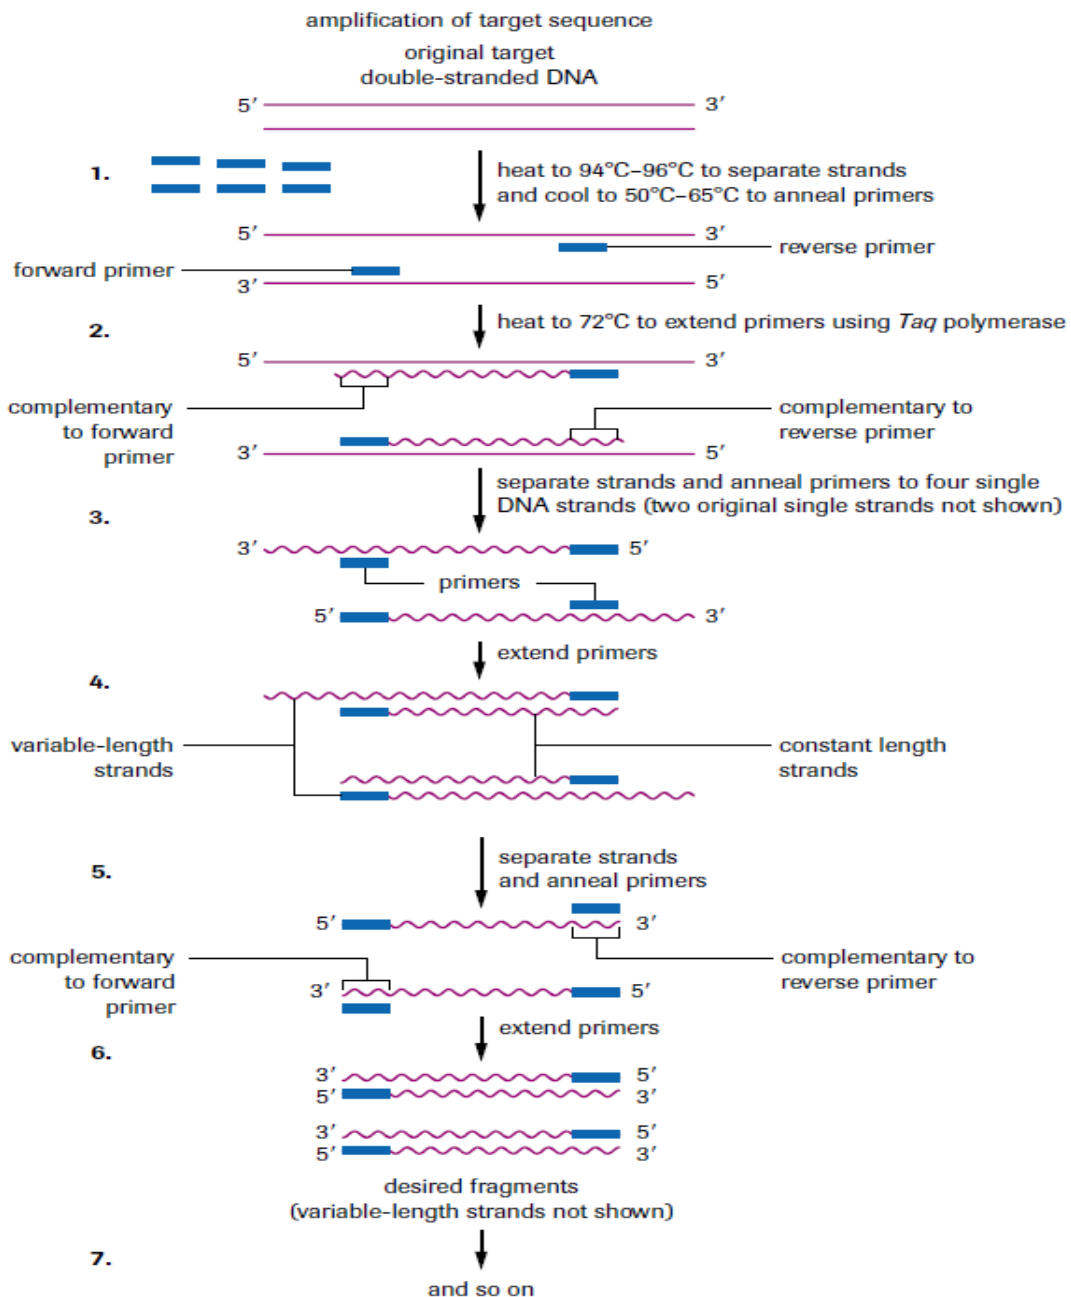 amplification of target sequence
original target
double-stranded DNA
5′ 3′
1.
heat to 94°C–96°C to separate strands
and cool to 50°C–65°C to anneal primers
5′ 3′
reverse primer
forward primer
3′ 5′
2.
heat to 72°C to extend primers using Taq polymerase
5′ 3′
complementary
to forward
primer
complementary to
reverse primer
3′ 5′
separate strands and anneal primers to four single
DNA strands (two original single strands not shown)
3.
3′ 5′
primers
5′ 3′
extend primers
4.
variable-length
strands
constant length
strands
separate strands
and anneal primers
5.
5′ 3′
complementary
to forward
primer
complementary to
reverse primer
3′ 5′
extend primers
6.
3′ 5′
5′ 3′
3′ 5′
5′ 3′
desired fragments
(variable-length strands not shown)
7.
and so on